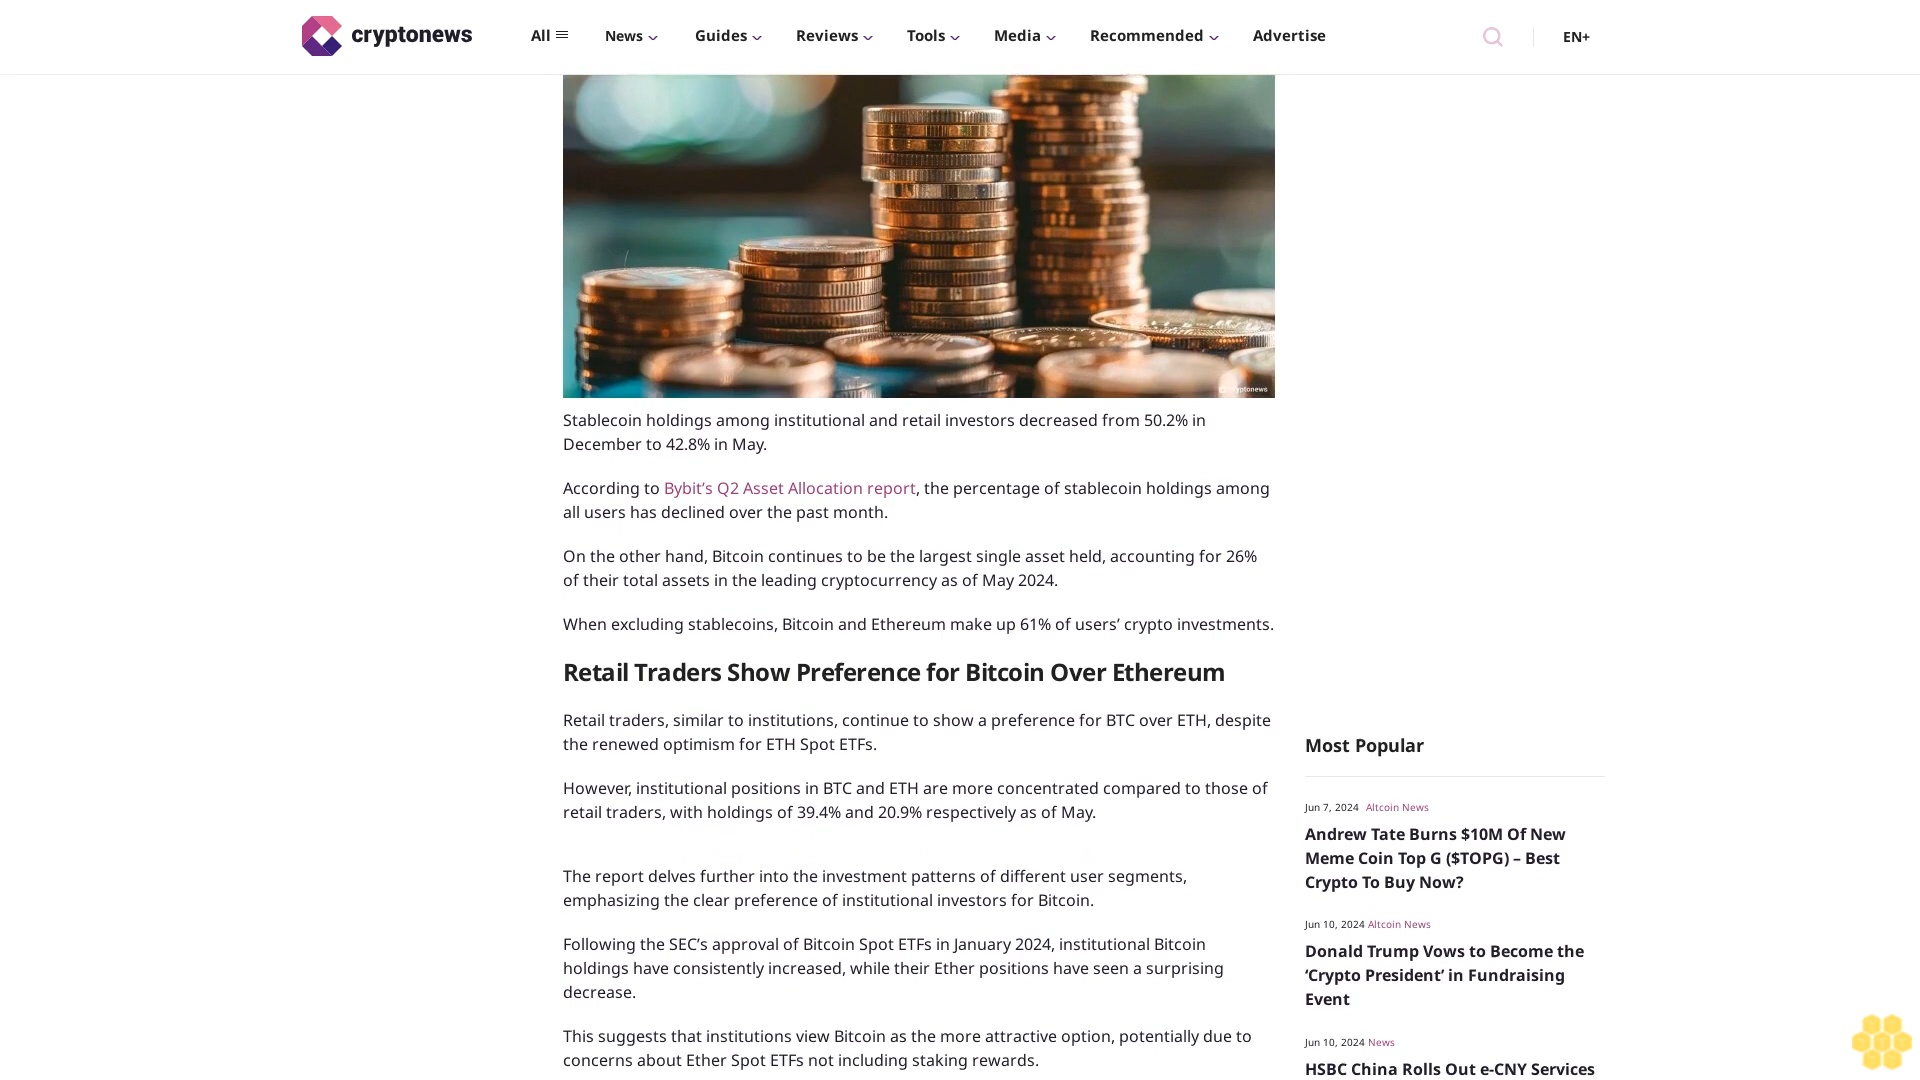 cryptonews
All
News
Guides
Reviews
Tools
Media
Recommended
Advertise
EN+
cryptonews
Stablecoin holdings among institutional and retail investors decreased from 50.2% in
December to 42.8% in May.
According to Bybit’s Q2 Asset Allocation report, the percentage of stablecoin holdings among
all users has declined over the past month.
On the other hand, Bitcoin continues to be the largest single asset held, accounting for 26%
of their total assets in the leading cryptocurrency as of May 2024.
When excluding stablecoins, Bitcoin and Ethereum make up 61% of users’ crypto investments.
Retail Traders Show Preference for Bitcoin Over Ethereum
Retail traders, similar to institutions, continue to show a preference for BTC over ETH, despite
the renewed optimism for ETH Spot ETFs.
However, institutional positions in BTC and ETH are more concentrated compared to those of
retail traders, with holdings of 39.4% and 20.9% respectively as of May.
The report delves further into the investment patterns of different user segments,
emphasizing the clear preference of institutional investors for Bitcoin.
Following the SEC’s approval of Bitcoin Spot ETFs in January 2024, institutional Bitcoin
holdings have consistently increased, while their Ether positions have seen a surprising
decrease.
This suggests that institutions view Bitcoin as the more attractive option, potentially due to
concerns about Ether Spot ETFs not including staking rewards.
Most Popular
Jun 7, 2024 Altcoin News
Andrew Tate Burns $10M Of New
Meme Coin Top G ($TOPG) – Best
Crypto To Buy Now?
Jun 10, 2024 Altcoin News
Donald Trump Vows to Become the
‘Crypto President’ in Fundraising
Event
Jun 10, 2024 News
HSBC China Rolls Out e-CNY Services